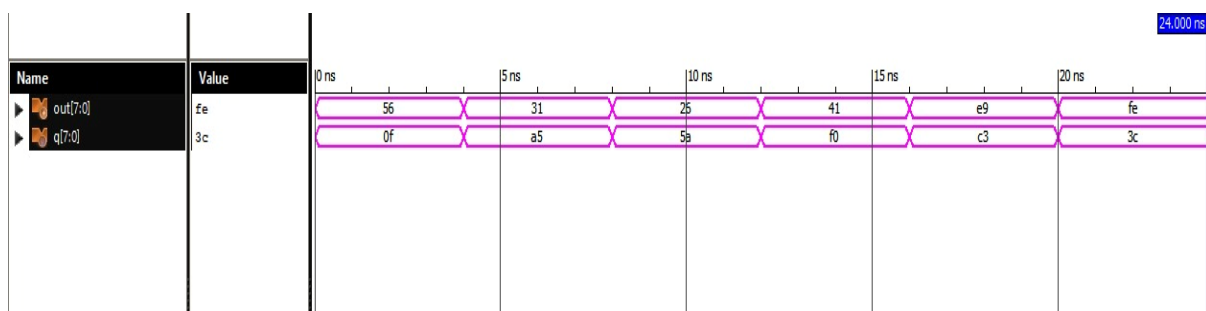 24.000 ns
Name Value 0 ns 5 ns 10 ns 15 ns 20 ns
out[7:0] fe 56 31 25 41 e9 fe
q[7:0] 3c 0f a5 5a f0 c3 3c